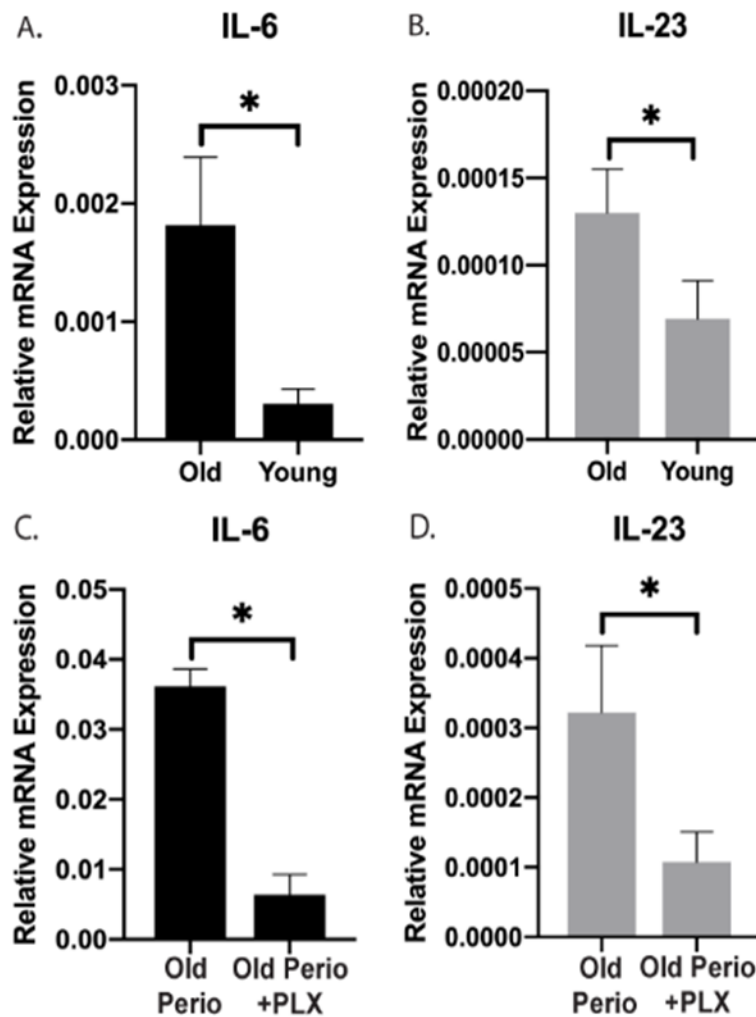 A. IL-6
Relative mRNA Expression
0.003
0.002
0.001
0.000
*
Old Young
B. IL-23
Relative mRNA Expression
0.00020
0.00015
0.00010
0.00005
0.00000
*
Old Young
C. IL-6
Relative mRNA Expression
0.05
0.04
0.03
0.02
0.01
0.00
*
Old Old Perio
Perio +PLX
D. IL-23
Relative mRNA Expression
0.0005
0.0004
0.0003
0.0002
0.0001
0.0000
*
Old Old Perio
Perio +PLX